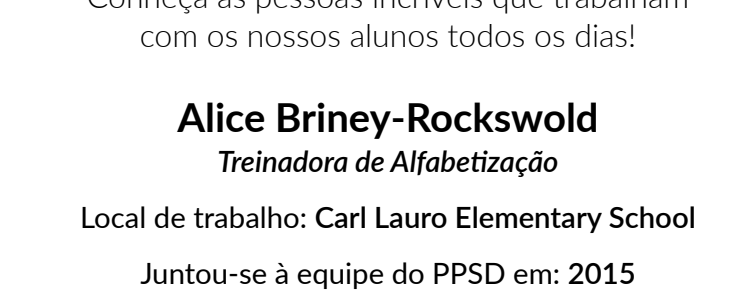 Conheça as pessoas incríveis que trabalham
com os nossos alunos todos os dias!
Alice Briney-Rockswold
Treinadora de Alfabetização
Local de trabalho: Carl Lauro Elementary School
Juntou-se à equipe do PPSD em: 2015